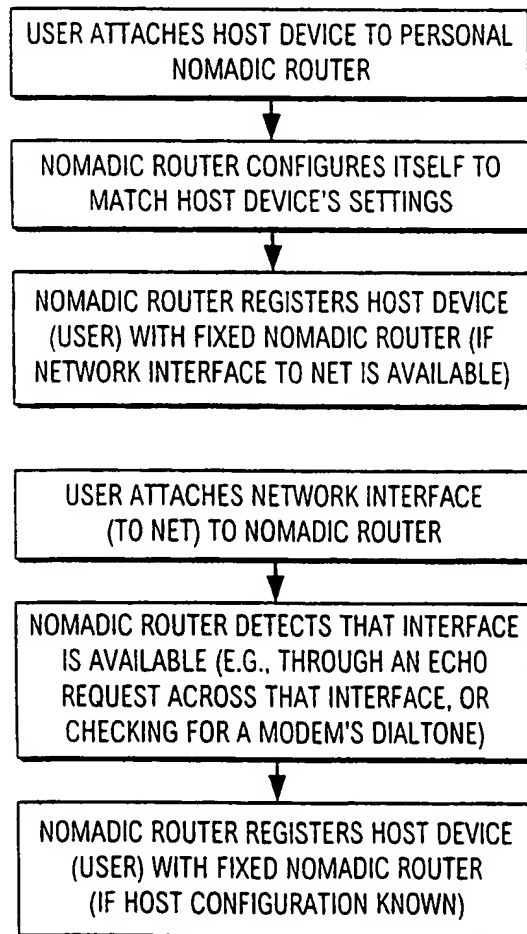 USER ATTACHES HOST DEVICE TO PERSONAL
NOMADIC ROUTER
NOMADIC ROUTER CONFIGURES ITSELF TO
MATCH HOST DEVICE'S SETTINGS
NOMADIC ROUTER REGISTERS HOST DEVICE
(USER) WITH FIXED NOMADIC ROUTER (IF
NETWORK INTERFACE TO NET IS AVAILABLE)
USER ATTACHES NETWORK INTERFACE
(TO NET) TO NOMADIC ROUTER
NOMADIC ROUTER DETECTS THAT INTERFACE
IS AVAILABLE (E.G., THROUGH AN ECHO
REQUEST ACROSS THAT INTERFACE, OR
CHECKING FOR A MODEM'S DIALTONE)
NOMADIC ROUTER REGISTERS HOST DEVICE
(USER) WITH FIXED NOMADIC ROUTER
(IF HOST CONFIGURATION KNOWN)